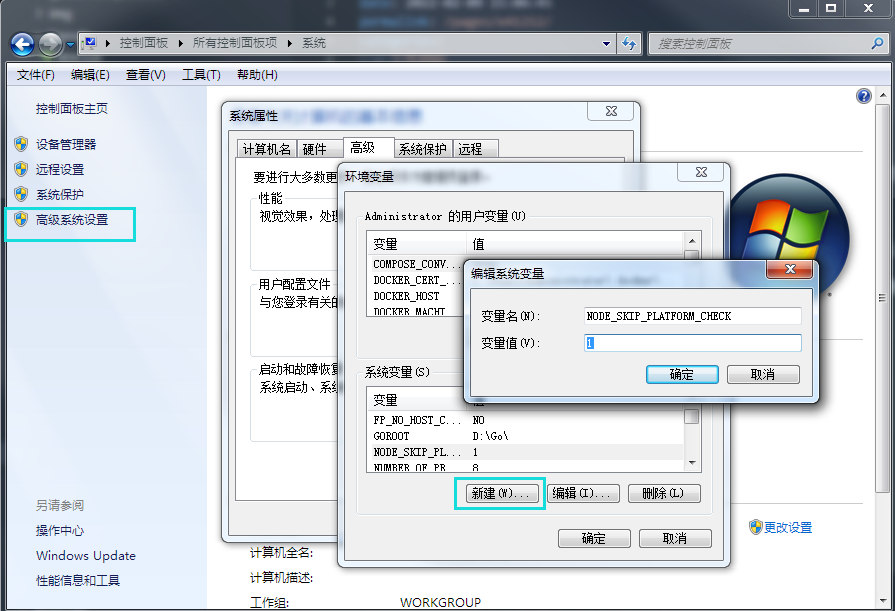 控制面板 ▸ 所有控制面板项 ▸ 系统
搜索控制面板
文件(F) 编辑(E) 查看(V) 工具(T) 帮助(H)
控制面板主页
设备管理器
远程设置
系统保护
高级系统设置
另请参阅
操作中心
Windows Update
性能信息和工具
系统属性
计算机名 硬件 高级 系统保护 远程
要进行大多数更
性能
视觉效果，处理
用户配置文件
与您登录有关的
启动和故障恢复
系统启动、系统
环境变量
Administrator 的用户变量(U)
变量 值
COMPOSE_CONV...
DOCKER_CERT_...
DOCKER_HOST
DOCKER_MACHI
系统变量(S)
变量 值
FP_NO_HOST_C... NO
GOROOT D:\Go\
NODE_SKIP_PL... 1
NUMBER_OF_PR 8
新建(W)... 编辑(I)... 删除(L)
确定 取消
编辑系统变量
变量名(N): NODE_SKIP_PLATFORM_CHECK
变量值(V): 1
确定 取消
更改设置
计算机全名:
计算机描述:
工作组: WORKGROUP